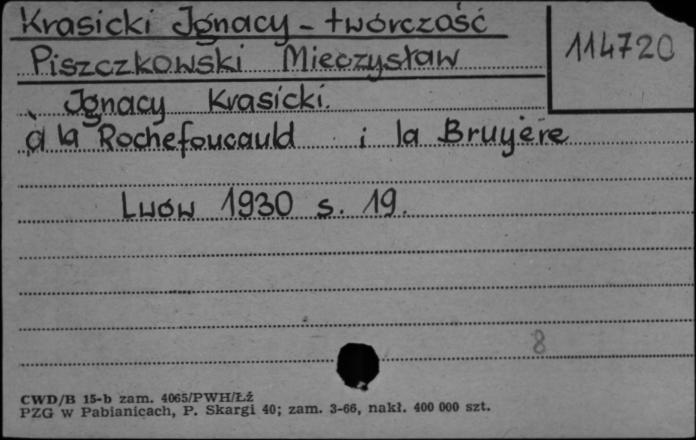 Krasicki Ignacy - twórczość
114720
Piszczkowski Mieczysław
Ignacy Krasicki.
à la Rochefoucauld i la Bruyère
Lwów 1930 s. 19.
8
CWD/B 15-b zam. 4065/PWH/ŁŻ
PZG w Pabianicach, P. Skargi 40; zam. 3-66, nakł. 400 000 szt.